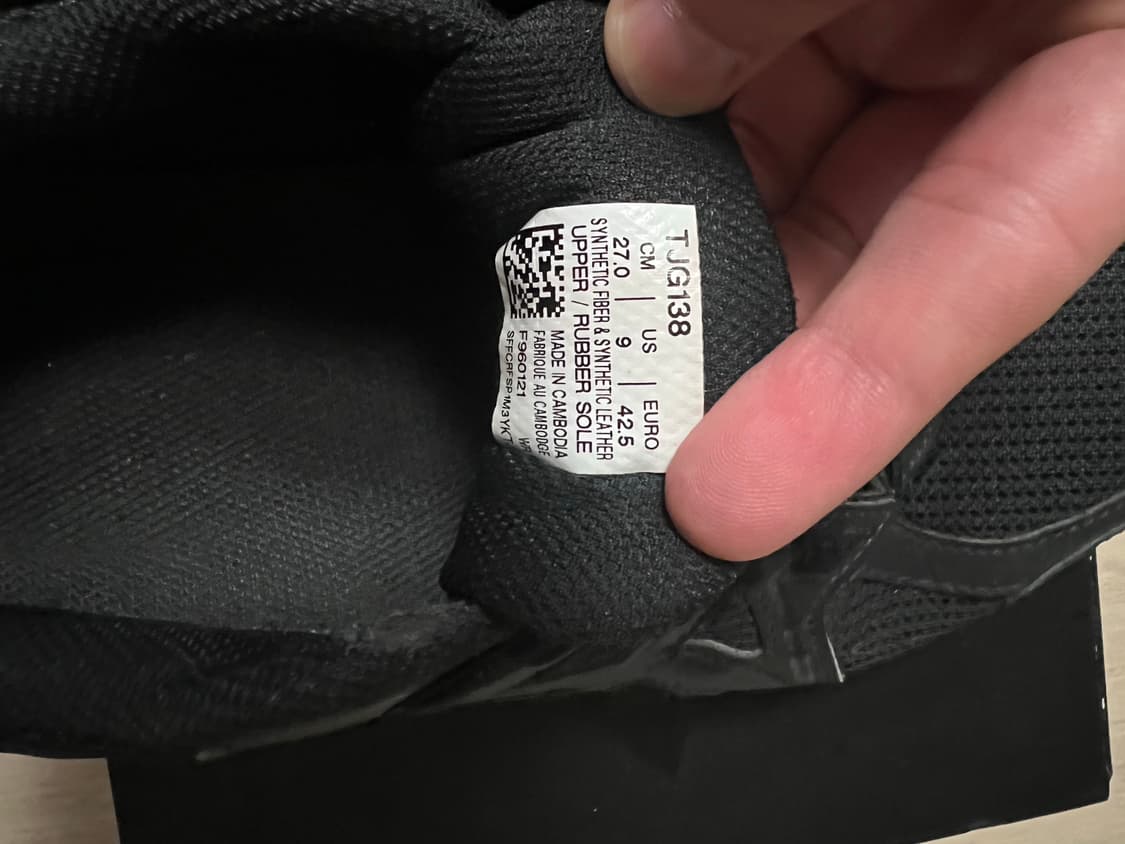 TJG138
CM | US | EURO
27.0 | 9 | 42.5
SYNTHETIC FIBER & SYNTHETIC LEATHER
UPPER / RUBBER SOLE
MADE IN CAMBODIA
FABRIQUE AU CAMBODGE
F960121